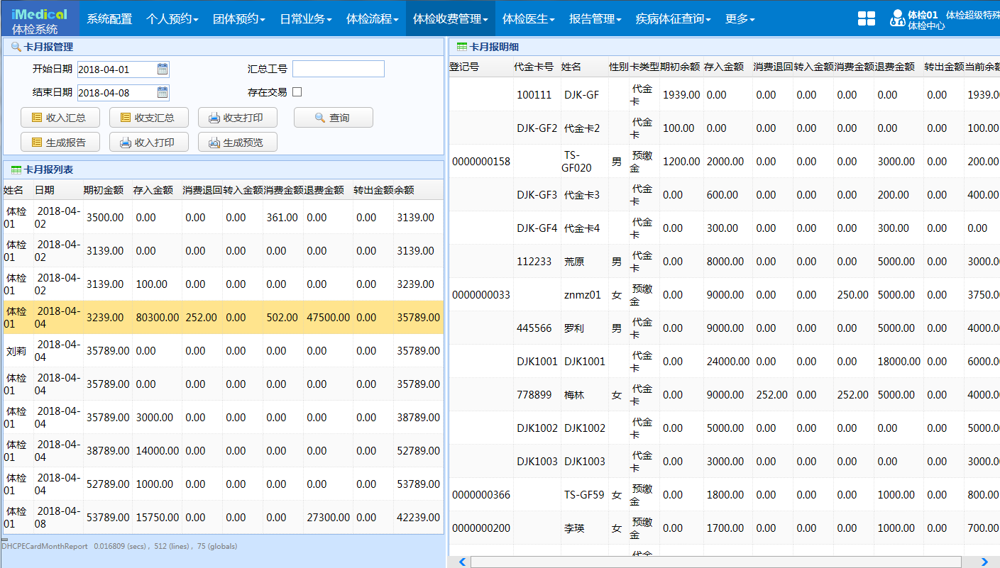 iMedical
体检系统
系统配置 个人预约 团体预约 日常业务 体检流程 体检收费管理 体检医生 报告管理 疾病体征查询 更多
体检01 体检超级特殊
体检中心
卡月报管理
开始日期 2018-04-01 汇总工号
结束日期 2018-04-08 存在交易
收入汇总 收支汇总 收支打印 查询
生成报告 收入打印 生成预览
卡月报列表
姓名 日期 期初金额 存入金额 消费退回 转入金额 消费金额 退费金额 转出金额 余额
体检01 2018-04-02 3500.00 0.00 0.00 0.00 361.00 0.00 0.00 3139.00
体检01 2018-04-02 3139.00 0.00 0.00 0.00 0.00 0.00 0.00 3139.00
体检01 2018-04-02 3139.00 100.00 0.00 0.00 0.00 0.00 0.00 3239.00
体检01 2018-04-04 3239.00 80300.00 252.00 0.00 502.00 47500.00 0.00 35789.00
刘莉 2018-04-04 35789.00 0.00 0.00 0.00 0.00 0.00 0.00 35789.00
体检01 2018-04-04 35789.00 0.00 0.00 0.00 0.00 0.00 0.00 35789.00
体检01 2018-04-04 35789.00 3000.00 0.00 0.00 0.00 0.00 0.00 38789.00
体检01 2018-04-04 38789.00 14000.00 0.00 0.00 0.00 0.00 0.00 52789.00
体检01 2018-04-04 52789.00 1000.00 0.00 0.00 0.00 0.00 0.00 53789.00
体检01 2018-04-08 53789.00 15750.00 0.00 0.00 0.00 27300.00 0.00 42239.00
DHCPECardMonthReport 0.016809 (secs) , 512 (lines) , 75 (globals)
卡月报明细
登记号 代金卡号 姓名 性别 卡类型 期初余额 存入金额 消费退回 转入金额 消费金额 退费金额 转出金额 当前余额
100111 DJK-GF 代金卡 1939.00 0.00 0.00 0.00 0.00 0.00 0.00 1939.0
DJK-GF2 代金卡2 代金卡 100.00 0.00 0.00 0.00 0.00 0.00 0.00 100.00
0000000158 TS-GF020 男 预缴金 1200.00 2000.00 0.00 0.00 0.00 3000.00 0.00 200.00
DJK-GF3 代金卡3 代金卡 0.00 600.00 0.00 0.00 0.00 200.00 0.00 400.00
DJK-GF4 代金卡4 代金卡 0.00 300.00 0.00 0.00 0.00 300.00 0.00 0.00
112233 荒原 男 代金卡 0.00 8000.00 0.00 0.00 0.00 5000.00 0.00 3000.0
0000000033 znmz01 女 预缴金 0.00 9000.00 0.00 0.00 250.00 5000.00 0.00 3750.0
445566 罗利 男 代金卡 0.00 9000.00 0.00 0.00 0.00 5000.00 0.00 4000.0
DJK1001 DJK1001 代金卡 0.00 24000.00 0.00 0.00 0.00 18000.00 0.00 6000.0
778899 梅林 女 代金卡 0.00 9000.00 252.00 0.00 252.00 5000.00 0.00 4000.0
DJK1002 DJK1002 代金卡 0.00 5000.00 0.00 0.00 0.00 0.00 0.00 5000.0
DJK1003 DJK1003 代金卡 0.00 3000.00 0.00 0.00 0.00 0.00 0.00 3000.0
0000000366 TS-GF59 女 预缴金 0.00 1800.00 0.00 0.00 0.00 1000.00 0.00 800.00
0000000200 李瑛 女 预缴金 0.00 1700.00 0.00 0.00 0.00 1000.00 0.00 700.00
代金